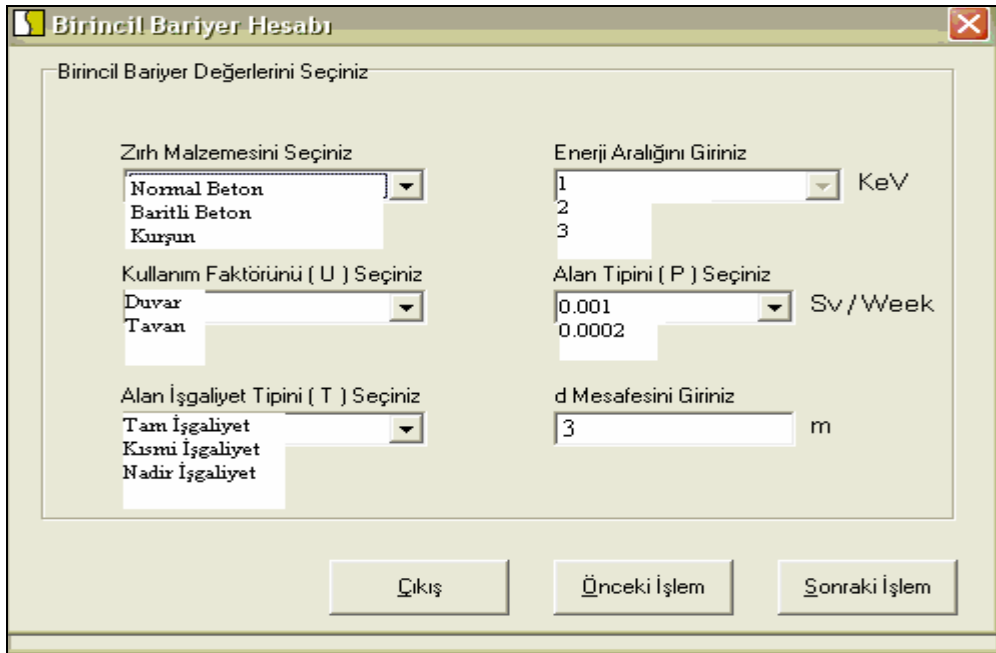 Birincil Bariyer Hesabı
Birincil Bariyer Değerlerini Seçiniz
Zırh Malzemesini Seçiniz
Normal Beton
Baritli Beton
Kurşun
Enerji Aralığını Giriniz
1 KeV
2
3
Kullanım Faktörünü ( U ) Seçiniz
Duvar
Tavan
Alan Tipini ( P ) Seçiniz
0.001 Sv / Week
0.0002
Alan İşgaliyet Tipini ( T ) Seçiniz
Tam İşgaliyet
Kısmi İşgaliyet
Nadir İşgaliyet
d Mesafesini Giriniz
3 m
Çıkış Önceki İşlem Sonraki İşlem